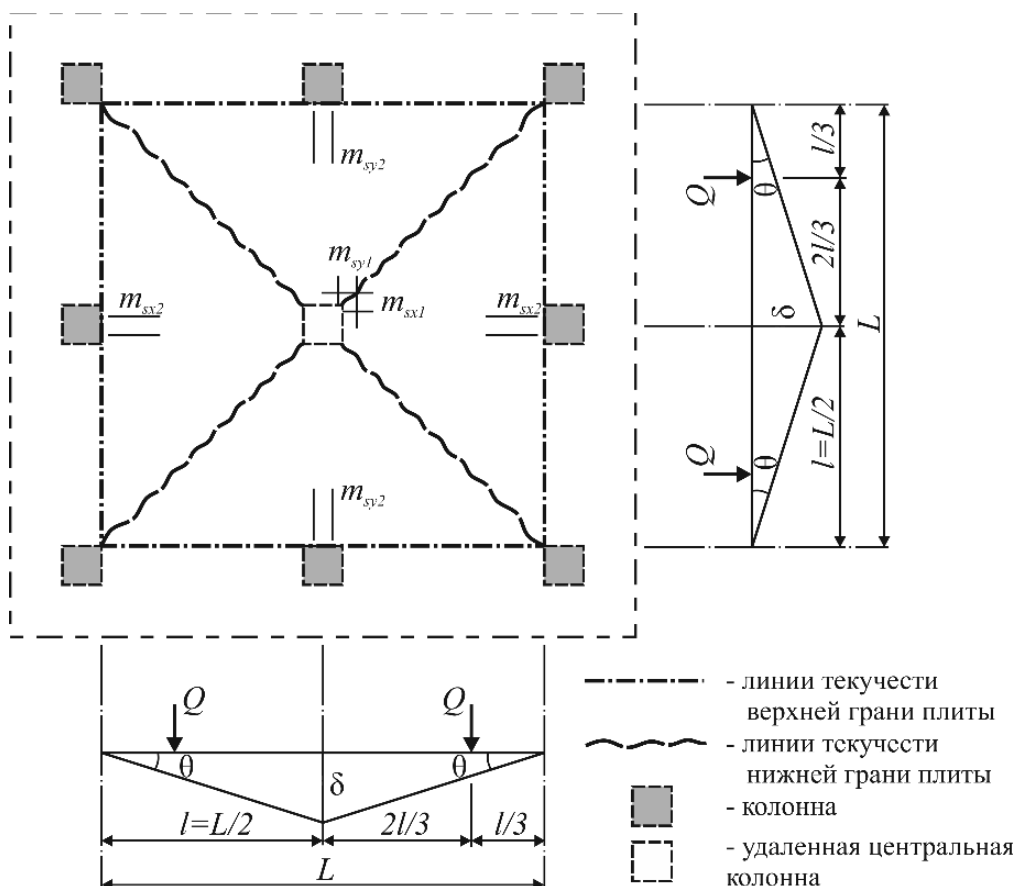 m_sy2
l/3
Q
θ
θ
m_sy1
2l/3
m_sx2
m_sx1
m_sx2
δ
L
l=L/2
Q
θ
m_sy2
Q
Q
θ
θ
δ
l=L/2
2l/3
l/3
L
- линии текучести
верхней грани плиты
- линии текучести
нижней грани плиты
- колонна
- удаленная центральная
колонна